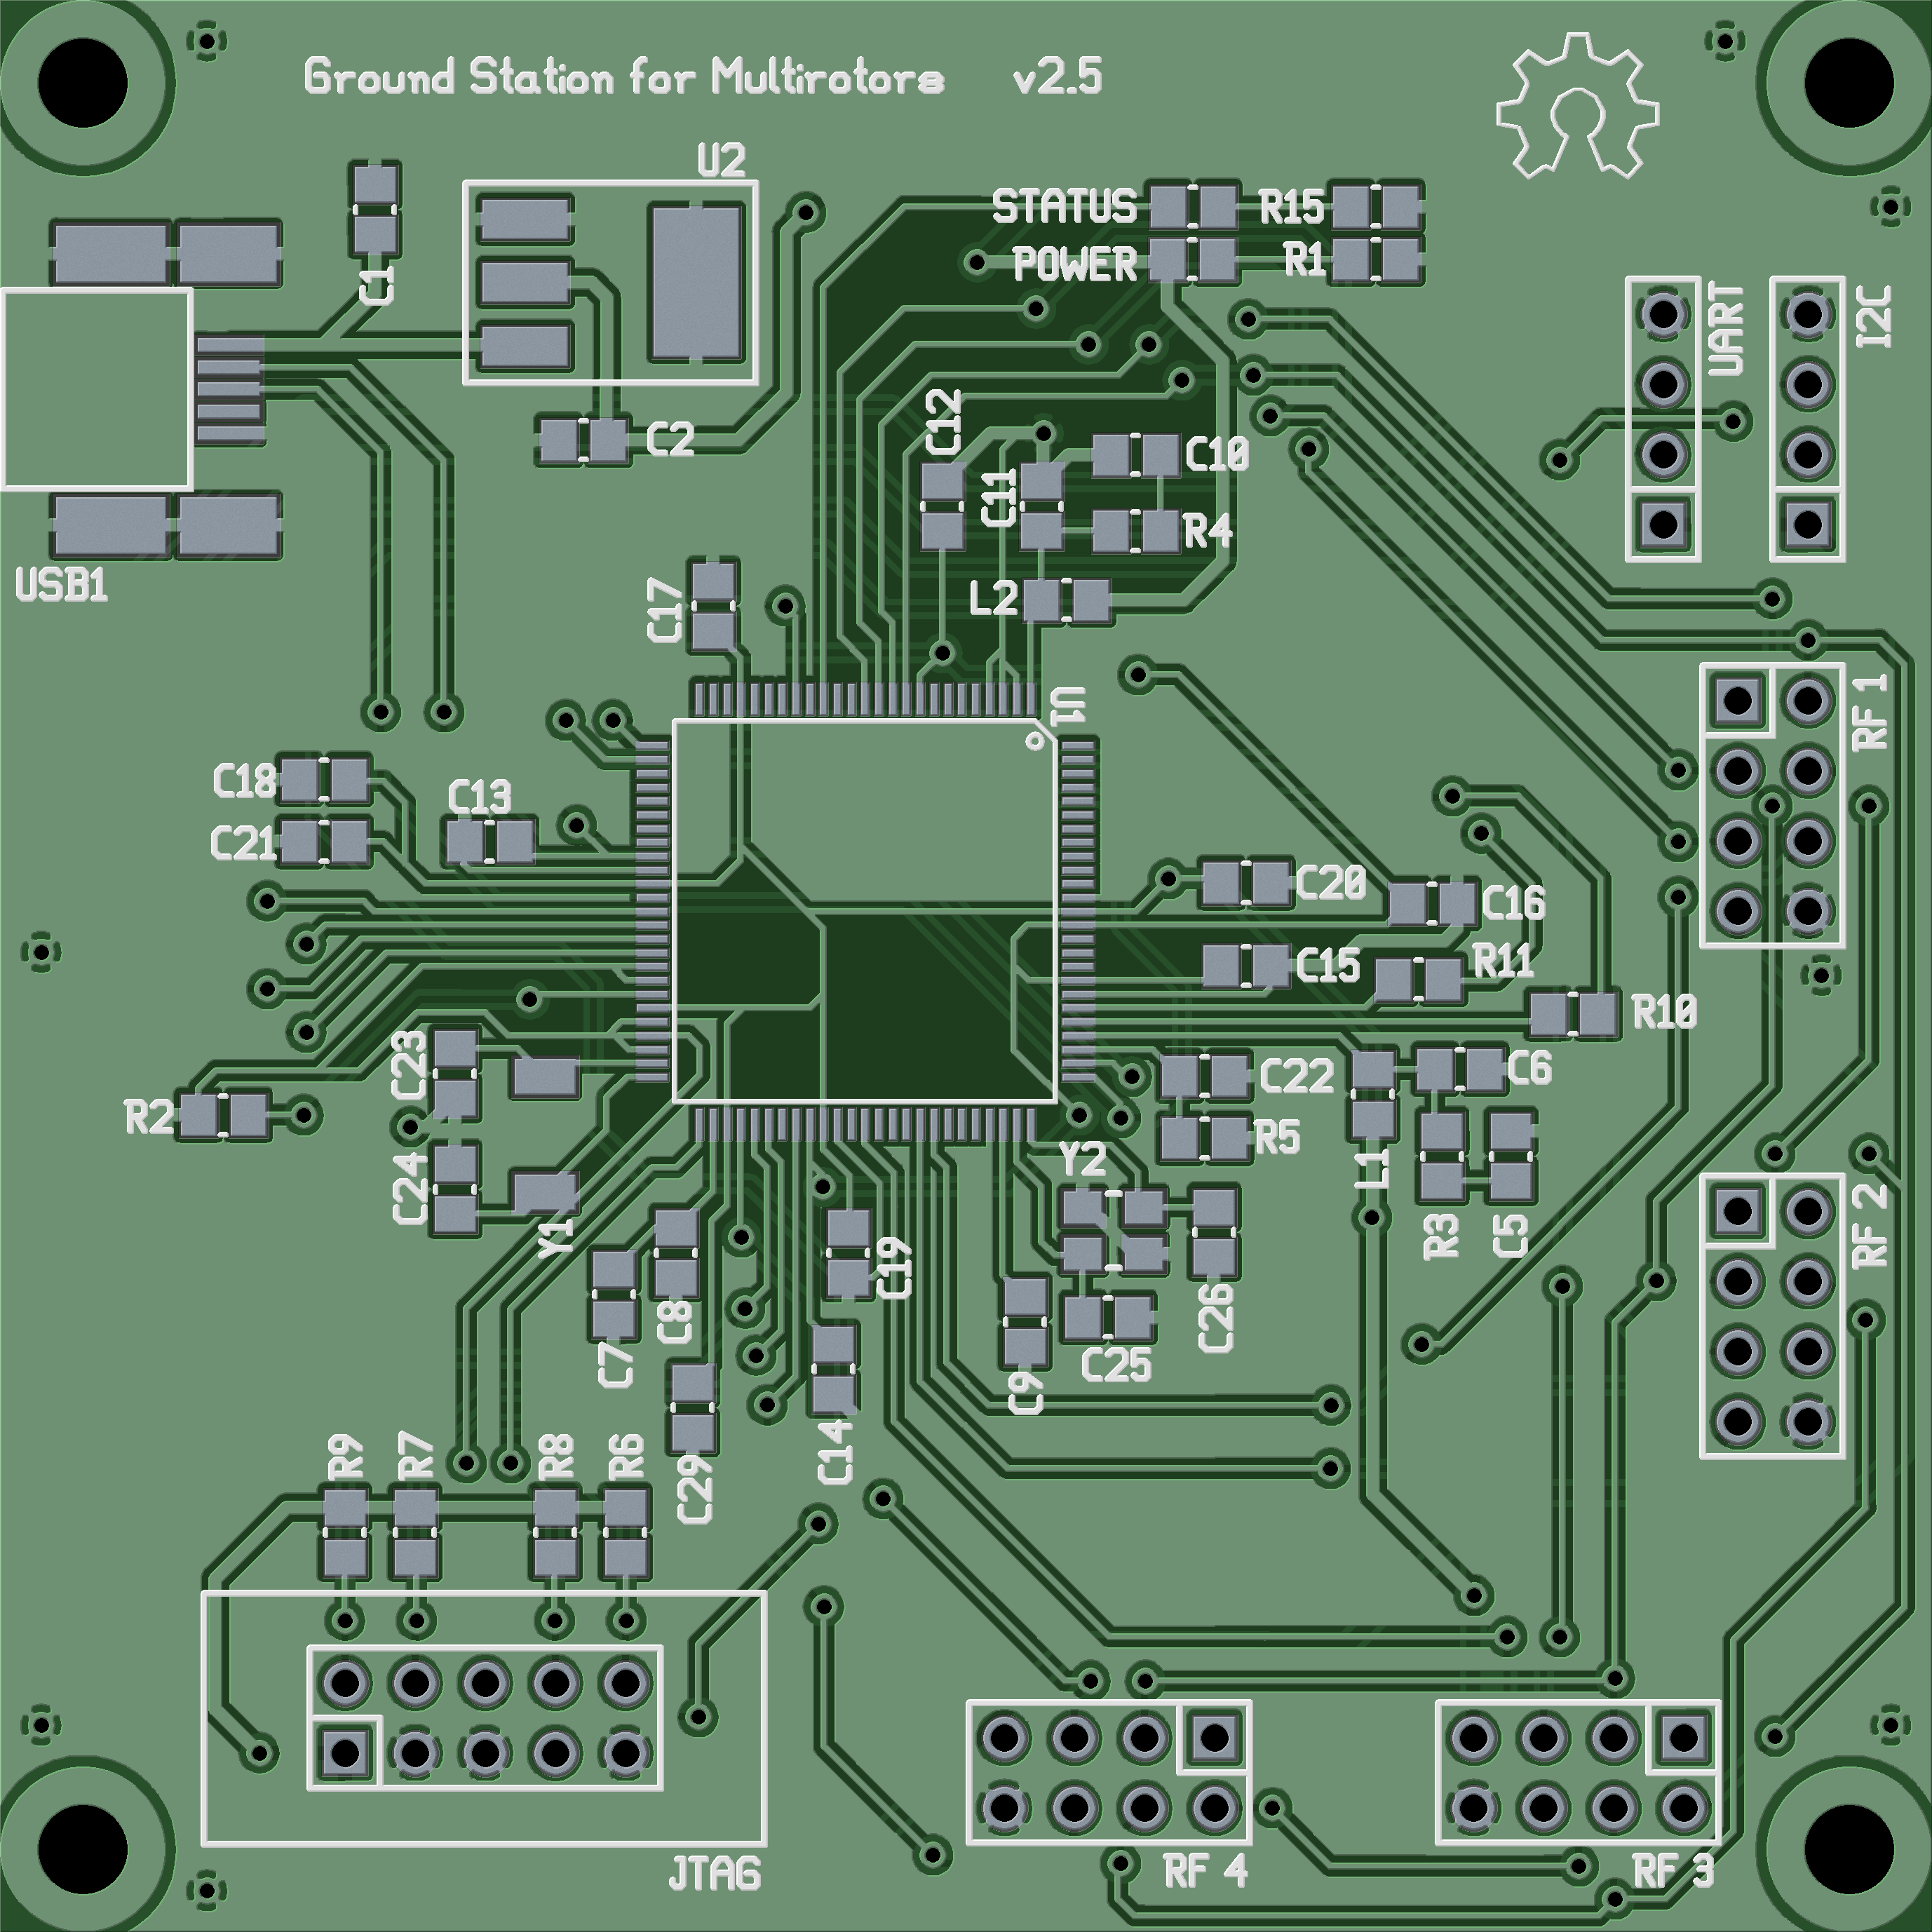 Ground Station for Multirotors v2.5
U2
STATUS
R15
POWER
R1
C1
UART
I2C
C12
C10
C2
C11
R4
USB1
C17
L2
U1
RF 1
C18
C13
C21
C20
C16
C15
R11
R10
C23
C22
C6
R2
R5
Y2
L1
C24
Y1
R3
C5
RF 2
C19
C8
C26
C7
C25
C9
R9
R7
R8
R6
C14
C29
JTAG
RF 4
RF 3